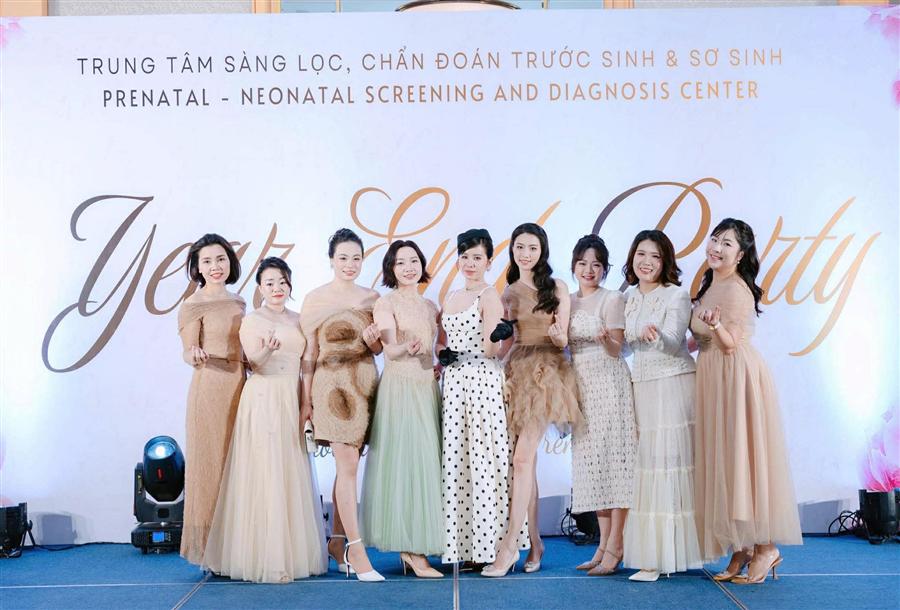 TRUNG TÂM SÀNG LỌC, CHẨN ĐOÁN TRƯỚC SINH & SƠ SINH
PRENATAL - NEONATAL SCREENING AND DIAGNOSIS CENTER
Year End Party